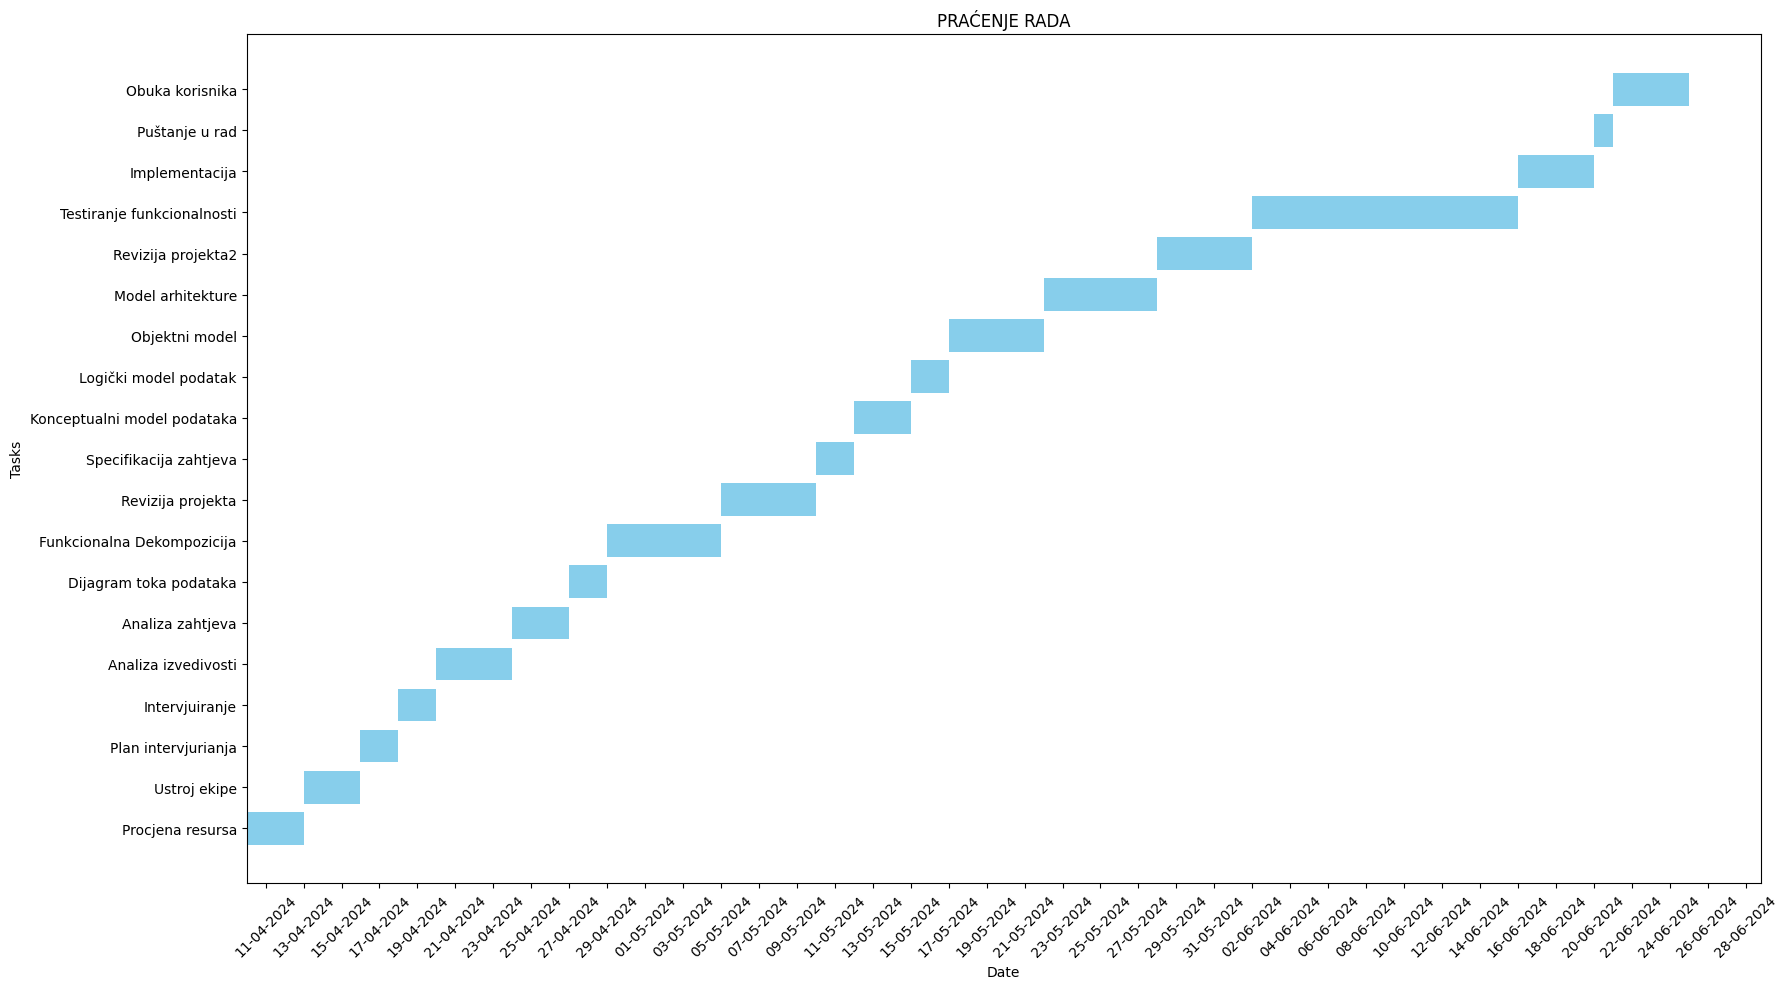 PRAĆENJE RADA
Obuka korisnika
Puštanje u rad
Implementacija
Testiranje funkcionalnosti
Revizija projekta2
Model arhitekture
Objektni model
Logički model podatak
Konceptualni model podataka
Specifikacija zahtjeva
Revizija projekta
Funkcionalna Dekompozicija
Dijagram toka podataka
Analiza zahtjeva
Analiza izvedivosti
Intervjuiranje
Plan intervjurianja
Ustroj ekipe
Procjena resursa
Tasks
11-04-2024
13-04-2024
15-04-2024
17-04-2024
19-04-2024
21-04-2024
23-04-2024
25-04-2024
27-04-2024
29-04-2024
01-05-2024
03-05-2024
05-05-2024
07-05-2024
09-05-2024
11-05-2024
13-05-2024
15-05-2024
17-05-2024
19-05-2024
21-05-2024
23-05-2024
25-05-2024
27-05-2024
29-05-2024
31-05-2024
02-06-2024
04-06-2024
06-06-2024
08-06-2024
10-06-2024
12-06-2024
14-06-2024
16-06-2024
18-06-2024
20-06-2024
22-06-2024
24-06-2024
26-06-2024
28-06-2024
Date